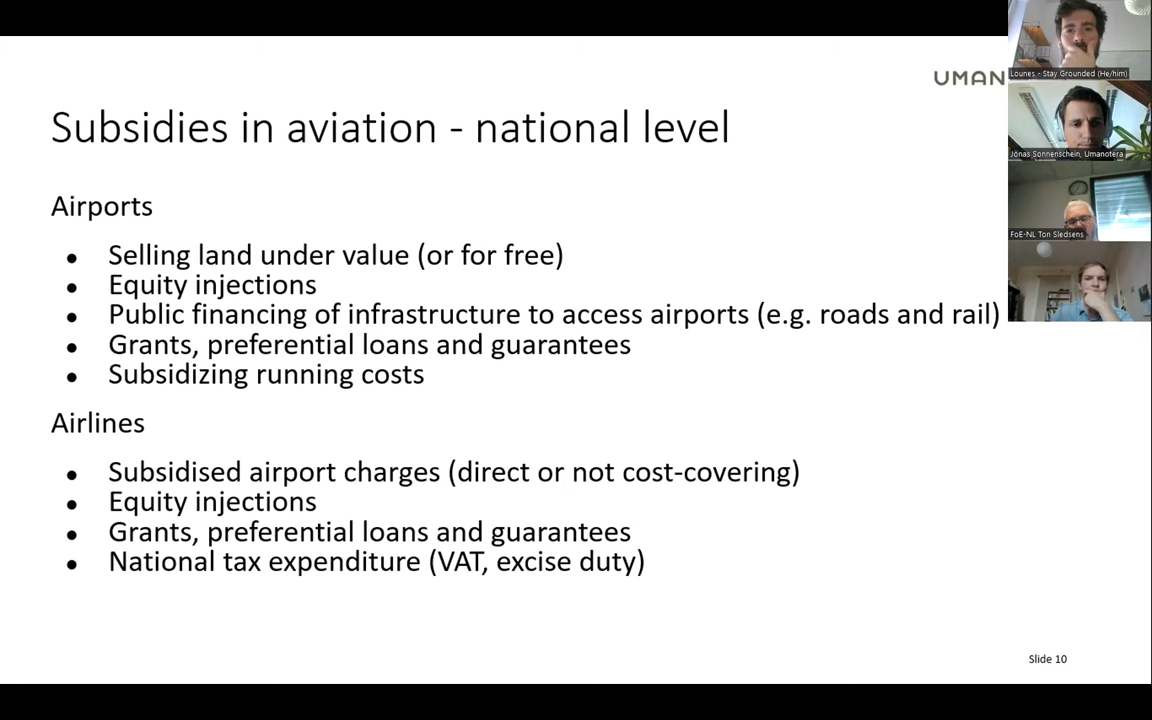 UMAN
Lounes - Stay Grounded (He/him)
Subsidies in aviation - national level
Jonas Sonnenschein, Umanotera
Airports
FoE-NL Ton Sledsens
● Selling land under value (or for free)
● Equity injections
● Public financing of infrastructure to access airports (e.g. roads and rail)
● Grants, preferential loans and guarantees
● Subsidizing running costs
Airlines
● Subsidised airport charges (direct or not cost-covering)
● Equity injections
● Grants, preferential loans and guarantees
● National tax expenditure (VAT, excise duty)
Slide 10